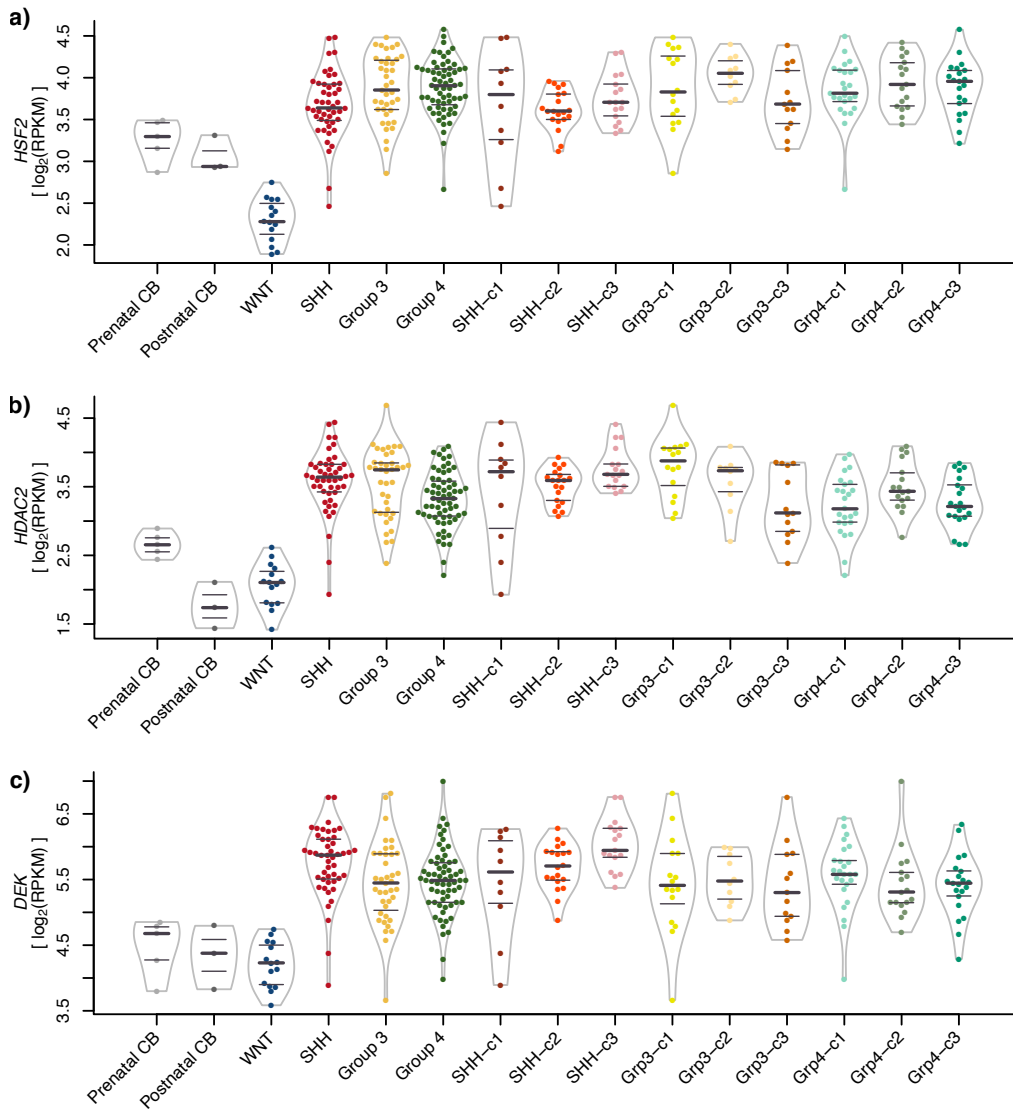 a)
HSF2
[ log2(RPKM) ]
4.5
4.0
3.5
3.0
2.5
2.0
Prenatal CB
Postnatal CB
WNT
SHH
Group 3
Group 4
SHH−c1
SHH−c2
SHH−c3
Grp3−c1
Grp3−c2
Grp3−c3
Grp4−c1
Grp4−c2
Grp4−c3
b)
HDAC2
[ log2(RPKM) ]
4.5
3.5
2.5
1.5
Prenatal CB
Postnatal CB
WNT
SHH
Group 3
Group 4
SHH−c1
SHH−c2
SHH−c3
Grp3−c1
Grp3−c2
Grp3−c3
Grp4−c1
Grp4−c2
Grp4−c3
c)
DEK
[ log2(RPKM) ]
6.5
5.5
4.5
3.5
Prenatal CB
Postnatal CB
WNT
SHH
Group 3
Group 4
SHH−c1
SHH−c2
SHH−c3
Grp3−c1
Grp3−c2
Grp3−c3
Grp4−c1
Grp4−c2
Grp4−c3